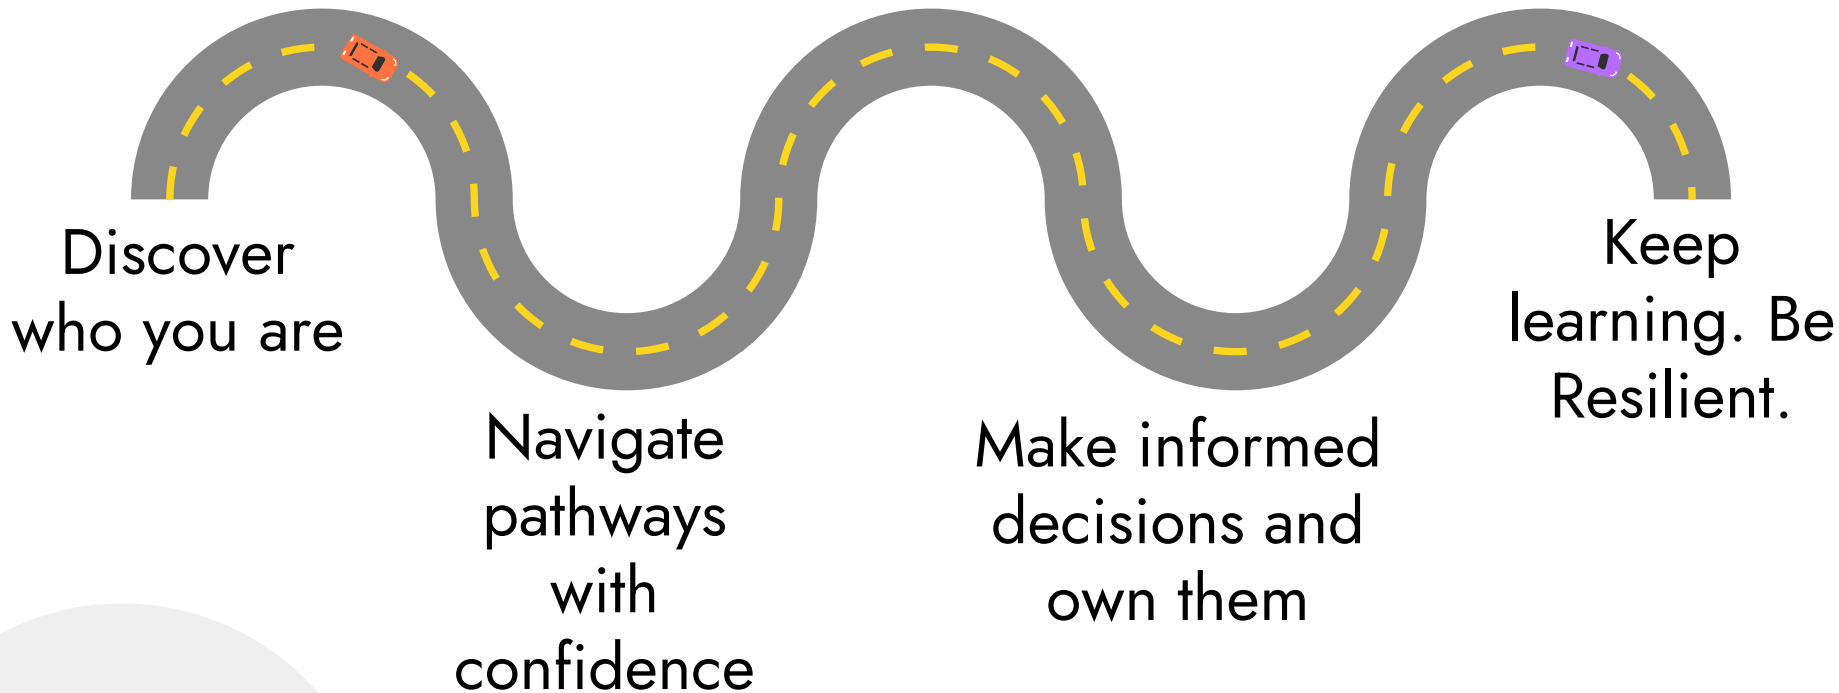 Discover
who you are
Navigate
pathways
with
confidence
Make informed
decisions and
own them
Keep
learning. Be
Resilient.